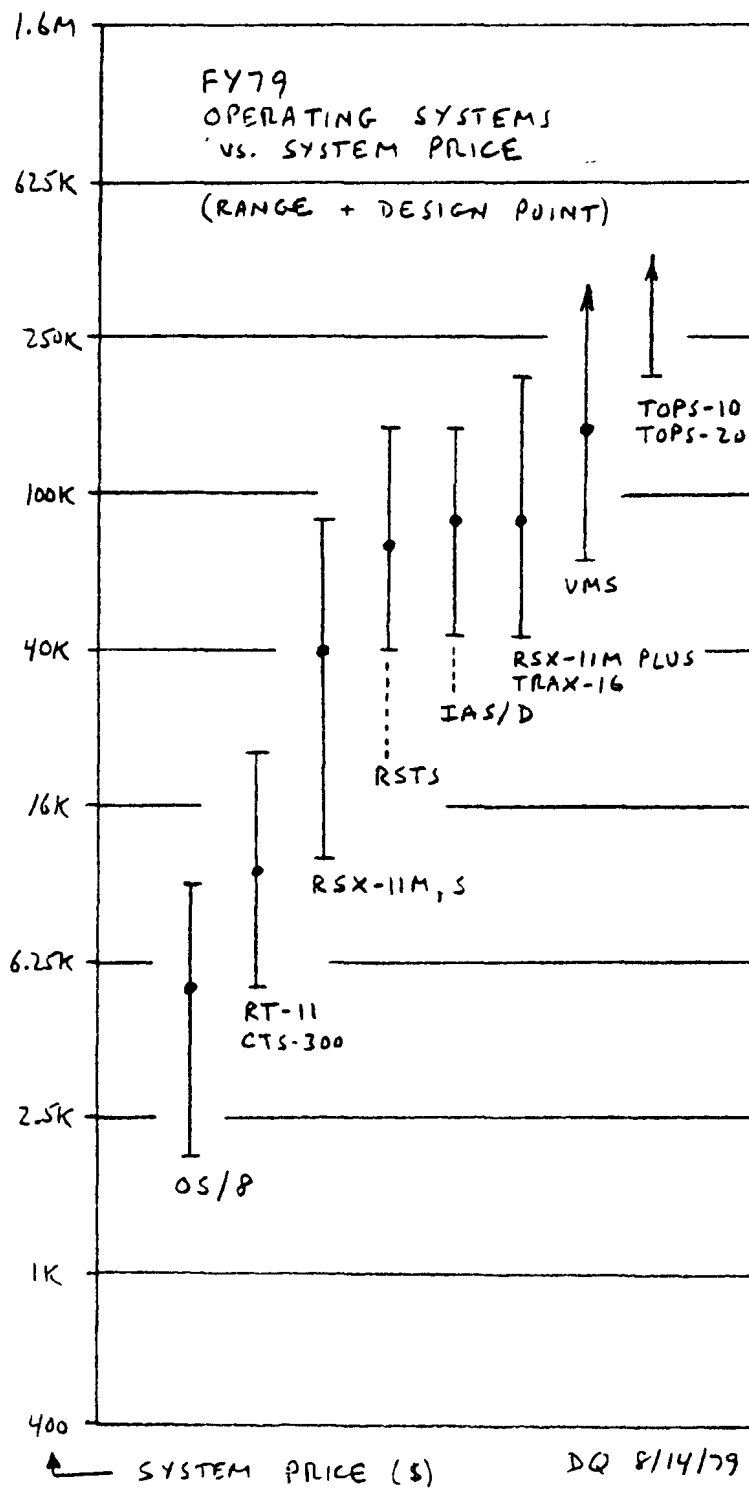 1.6M
FY79
OPERATING SYSTEMS
vs. SYSTEM PRICE
625K
(RANGE + DESIGN POINT)
250K
TOPS-10
TOPS-20
100K
VMS
40K
RSX-11M PLUS
TRAX-16
IAS/D
RSTS
16K
RSX-11M, S
6.25K
RT-11
CTS-300
2.5K
OS/8
1K
400
SYSTEM PRICE ($)
DQ 8/14/79